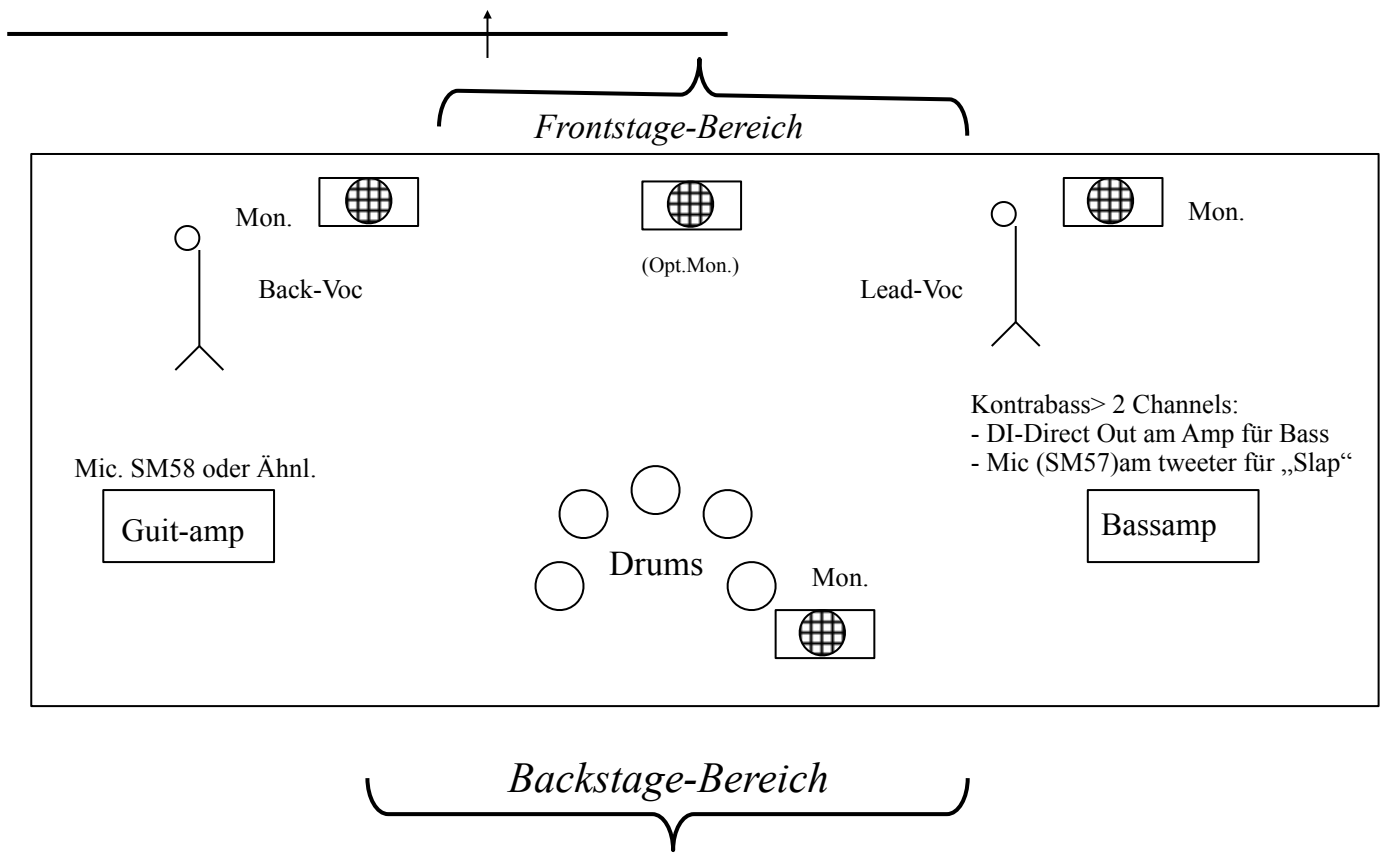 Frontstage-Bereich
Mon.
Mon.
(Opt.Mon.)
Back-Voc
Lead-Voc
Kontrabass> 2 Channels:
- DI-Direct Out am Amp für Bass
- Mic (SM57)am tweeter für „Slap“
Mic. SM58 oder Ähnl.
Guit-amp
Bassamp
Drums
Mon.
Backstage-Bereich